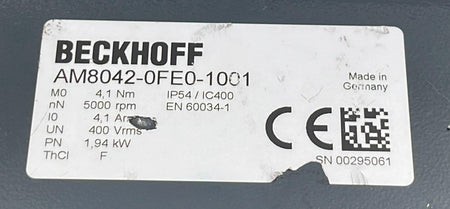 BECKHOFF
AM8042-0FE0-1001
M0 4,1 Nm IP54 / IC400
nN 5000 rpm EN 60034-1
I0 4,1
UN 400 Vrms
PN 1,94 kW
ThCl F
Made in
Germany
CE
SN 00295061